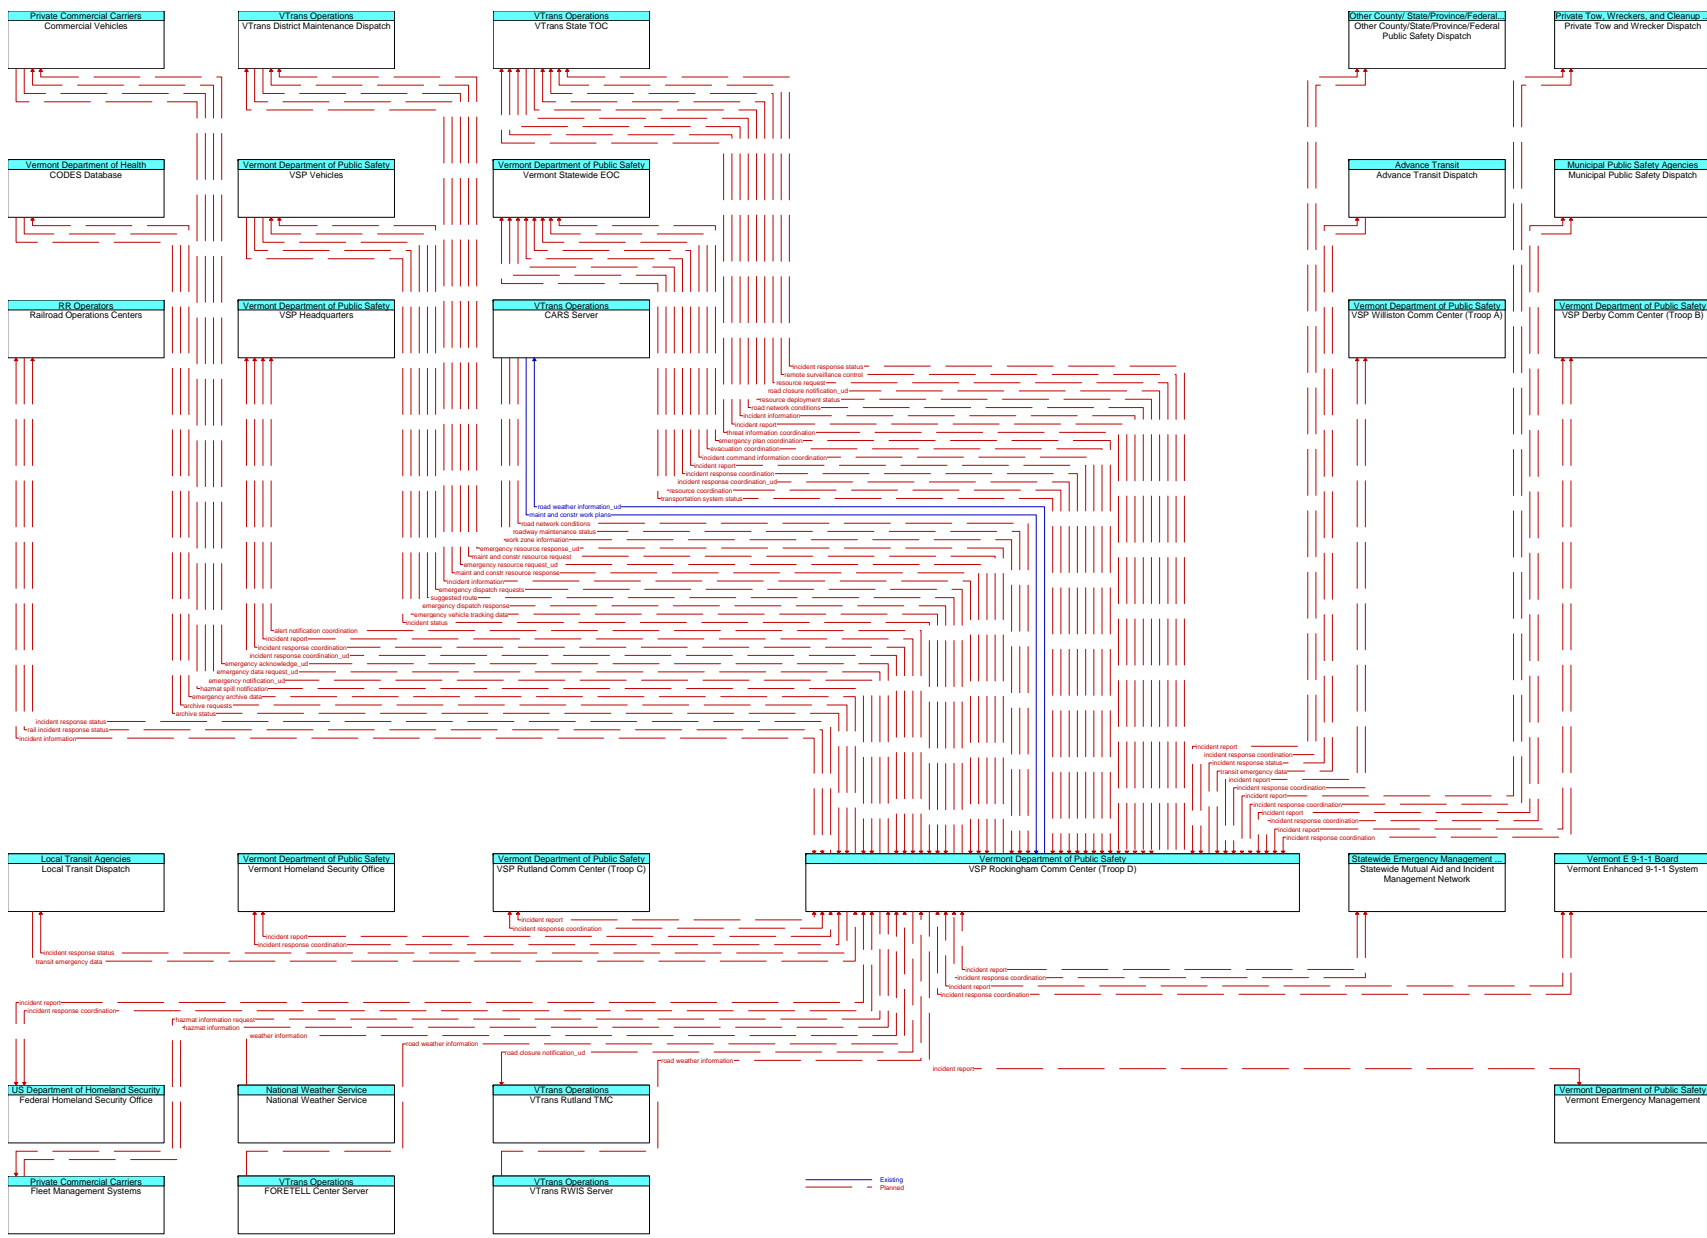 Private Commercial Carriers
Commercial Vehicles
VTrans Operations
VTrans District Maintenance Dispatch
VTrans Operations
VTrans State TOC
Other County/ State/Province/Federal...
Other County/State/Province/Federal
Public Safety Dispatch
Private Tow, Wreckers, and Cleanup ...
Private Tow and Wrecker Dispatch
Vermont Department of Health
CODES Database
Vermont Department of Public Safety
VSP Vehicles
Vermont Department of Public Safety
Vermont Statewide EOC
Advance Transit
Advance Transit Dispatch
Municipal Public Safety Agencies
Municipal Public Safety Dispatch
RR Operators
Railroad Operations Centers
Vermont Department of Public Safety
VSP Headquarters
VTrans Operations
CARS Server
Vermont Department of Public Safety
VSP Williston Comm Center (Troop A)
Vermont Department of Public Safety
VSP Derby Comm Center (Troop B)
incident response status
remote surveillance control
resource request
road closure notification_ud
resource deployment status
road network conditions
incident information
incident report
threat information coordination
emergency plan coordination
evacuation coordination
incident command information coordination
incident report
incident response coordination
incident response coordination_ud
resource coordination
transportation system status
road weather information_ud
maint and constr work plans
road network conditions
roadway maintenance status
work zone information
emergency resource response_ud
maint and constr resource request
emergency resource request_ud
maint and constr resource response
incident information
emergency dispatch requests
suggested route
emergency dispatch response
emergency vehicle tracking data
incident status
alert notification coordination
incident report
incident response coordination
incident response coordination_ud
emergency acknowledge_ud
emergency data request_ud
emergency notification_ud
hazmat spill notification
emergency archive data
archive requests
archive status
incident response status
rail incident response status
incident information
incident report
incident response coordination
incident response status
transit emergency data
incident report
incident response coordination
incident report
incident response coordination
incident report
incident response coordination
incident report
incident response coordination
Local Transit Agencies
Local Transit Dispatch
Vermont Department of Public Safety
Vermont Homeland Security Office
Vermont Department of Public Safety
VSP Rutland Comm Center (Troop C)
Vermont Department of Public Safety
VSP Rockingham Comm Center (Troop D)
Statewide Emergency Management ...
Statewide Mutual Aid and Incident
Management Network
Vermont E 9-1-1 Board
Vermont Enhanced 9-1-1 System
incident report
incident response coordination
incident report
incident response coordination
incident response status
transit emergency data
incident report
incident response coordination
incident report
incident response coordination
incident report
incident response coordination
hazmat information request
hazmat information
weather information
road weather information
road closure notification_ud
road weather information
incident report
US Department of Homeland Security
Federal Homeland Security Office
National Weather Service
National Weather Service
VTrans Operations
VTrans Rutland TMC
Vermont Department of Public Safety
Vermont Emergency Management
Private Commercial Carriers
Fleet Management Systems
VTrans Operations
FORETELL Center Server
VTrans Operations
VTrans RWIS Server
Existing
Planned